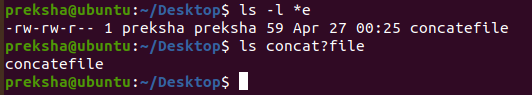 preksha@ubuntu:~/Desktop$ ls -l *e
-rw-rw-r-- 1 preksha preksha 59 Apr 27 00:25 concatefile
preksha@ubuntu:~/Desktop$ ls concat?file
concatefile
preksha@ubuntu:~/Desktop$